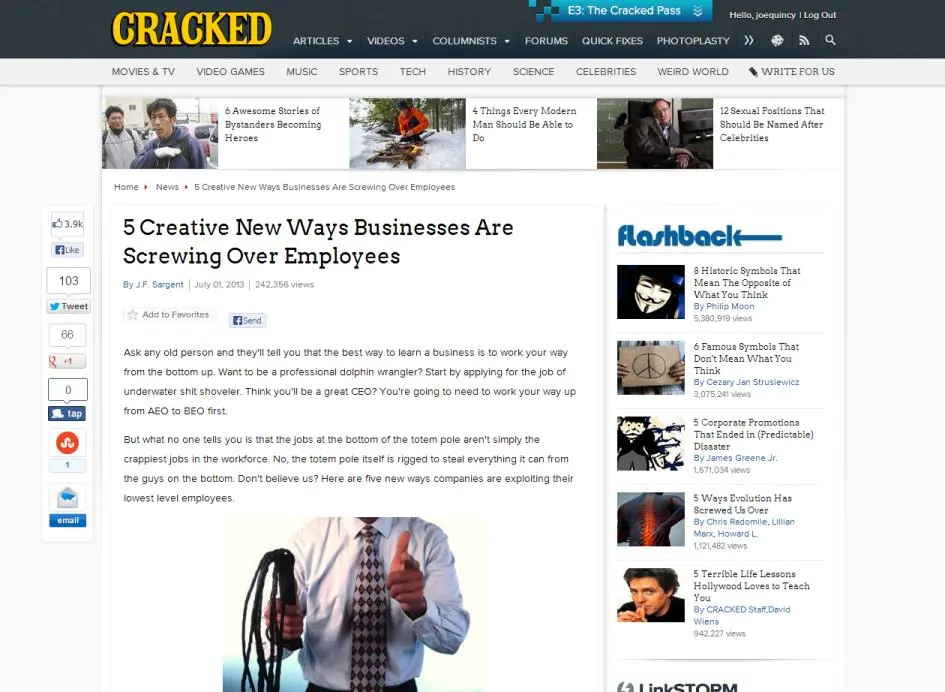 CRACKED
E3: The Cracked Pass
Hello, joequincy | Log Out
ARTICLES VIDEOS COLUMNISTS FORUMS QUICK FIXES PHOTOPLASTY
MOVIES & TV VIDEO GAMES MUSIC SPORTS TECH HISTORY SCIENCE CELEBRITIES WEIRD WORLD WRITE FOR US
6 Awesome Stories of
Bystanders Becoming
Heroes
4 Things Every Modern
Man Should Be Able to
Do
12 Sexual Positions That
Should Be Named After
Celebrities
Home News 5 Creative New Ways Businesses Are Screwing Over Employees
3.9k
Like
103
Tweet
66
+1
0
tap
1
email
5 Creative New Ways Businesses Are
Screwing Over Employees
By J.F. Sargent | July 01, 2013 | 242,356 views
Add to Favorites
Send
Ask any old person and they'll tell you that the best way to learn a business is to work your way
from the bottom up. Want to be a professional dolphin wrangler? Start by applying for the job of
underwater shit shoveler. Think you'll be a great CEO? You're going to need to work your way up
from AEO to BEO first.
But what no one tells you is that the jobs at the bottom of the totem pole aren't simply the
crappiest jobs in the workforce. No, the totem pole itself is rigged to steal everything it can from
the guys on the bottom. Don't believe us? Here are five new ways companies are exploiting their
lowest level employees.
flashback
8 Historic Symbols That
Mean The Opposite of
What You Think
By Philip Moon
5,380,919 views
6 Famous Symbols That
Don't Mean What You
Think
By Cezary Jan Strusiewicz
3,075,241 views
5 Corporate Promotions
That Ended in (Predictable)
Disaster
By James Greene Jr.
1,671,034 views
5 Ways Evolution Has
Screwed Us Over
By Chris Radomile, Lillian
Marx, Howard L.
1,121,482 views
5 Terrible Life Lessons
Hollywood Loves to Teach
You
By CRACKED Staff,David
Wiens
942,227 views
LinkSTORM